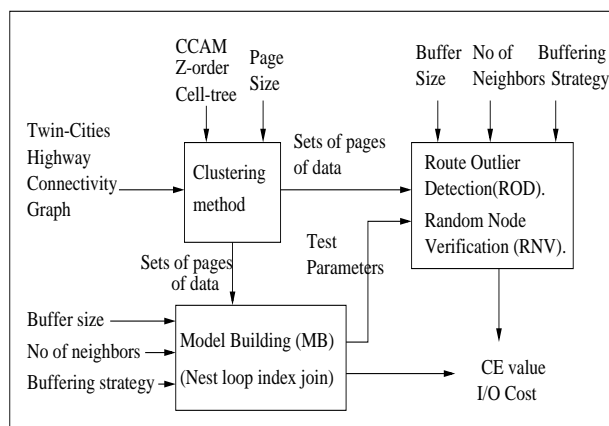 CCAM
Z-order
Cell-tree
Page
Size
Buffer
Size
No of
Neighbors
Buffering
Strategy
Twin-Cities
Highway
Connectivity
Graph
Clustering
method
Sets of pages
of data
Route Outlier
Detection(ROD).
Random Node
Verification (RNV).
Sets of pages
of data
Test
Parameters
Buffer size
No of neighbors
Buffering strategy
Model Building (MB)
(Nest loop index join)
CE value
I/O Cost